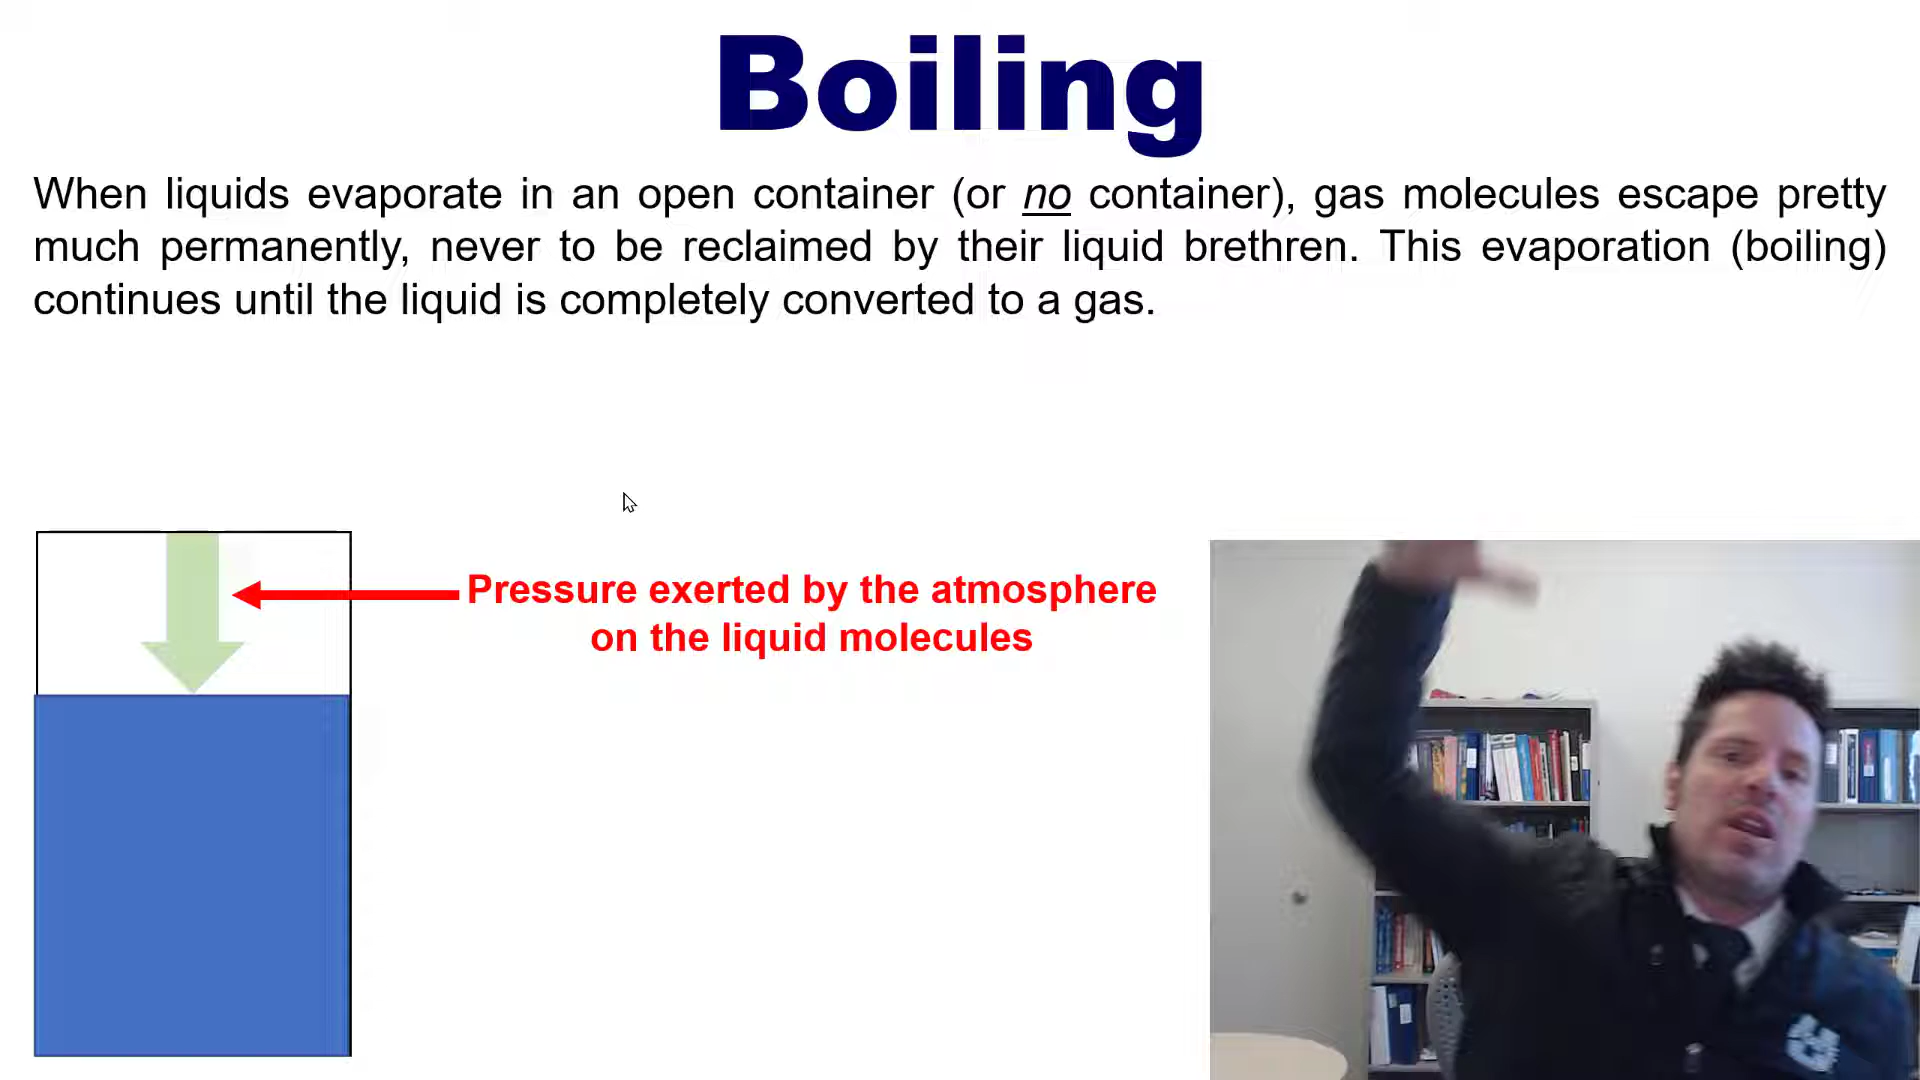 Boiling
When liquids evaporate in an open container (or no container), gas molecules escape pretty
much permanently, never to be reclaimed by their liquid brethren. This evaporation (boiling)
continues until the liquid is completely converted to a gas.
Pressure exerted by the atmosphere
on the liquid molecules